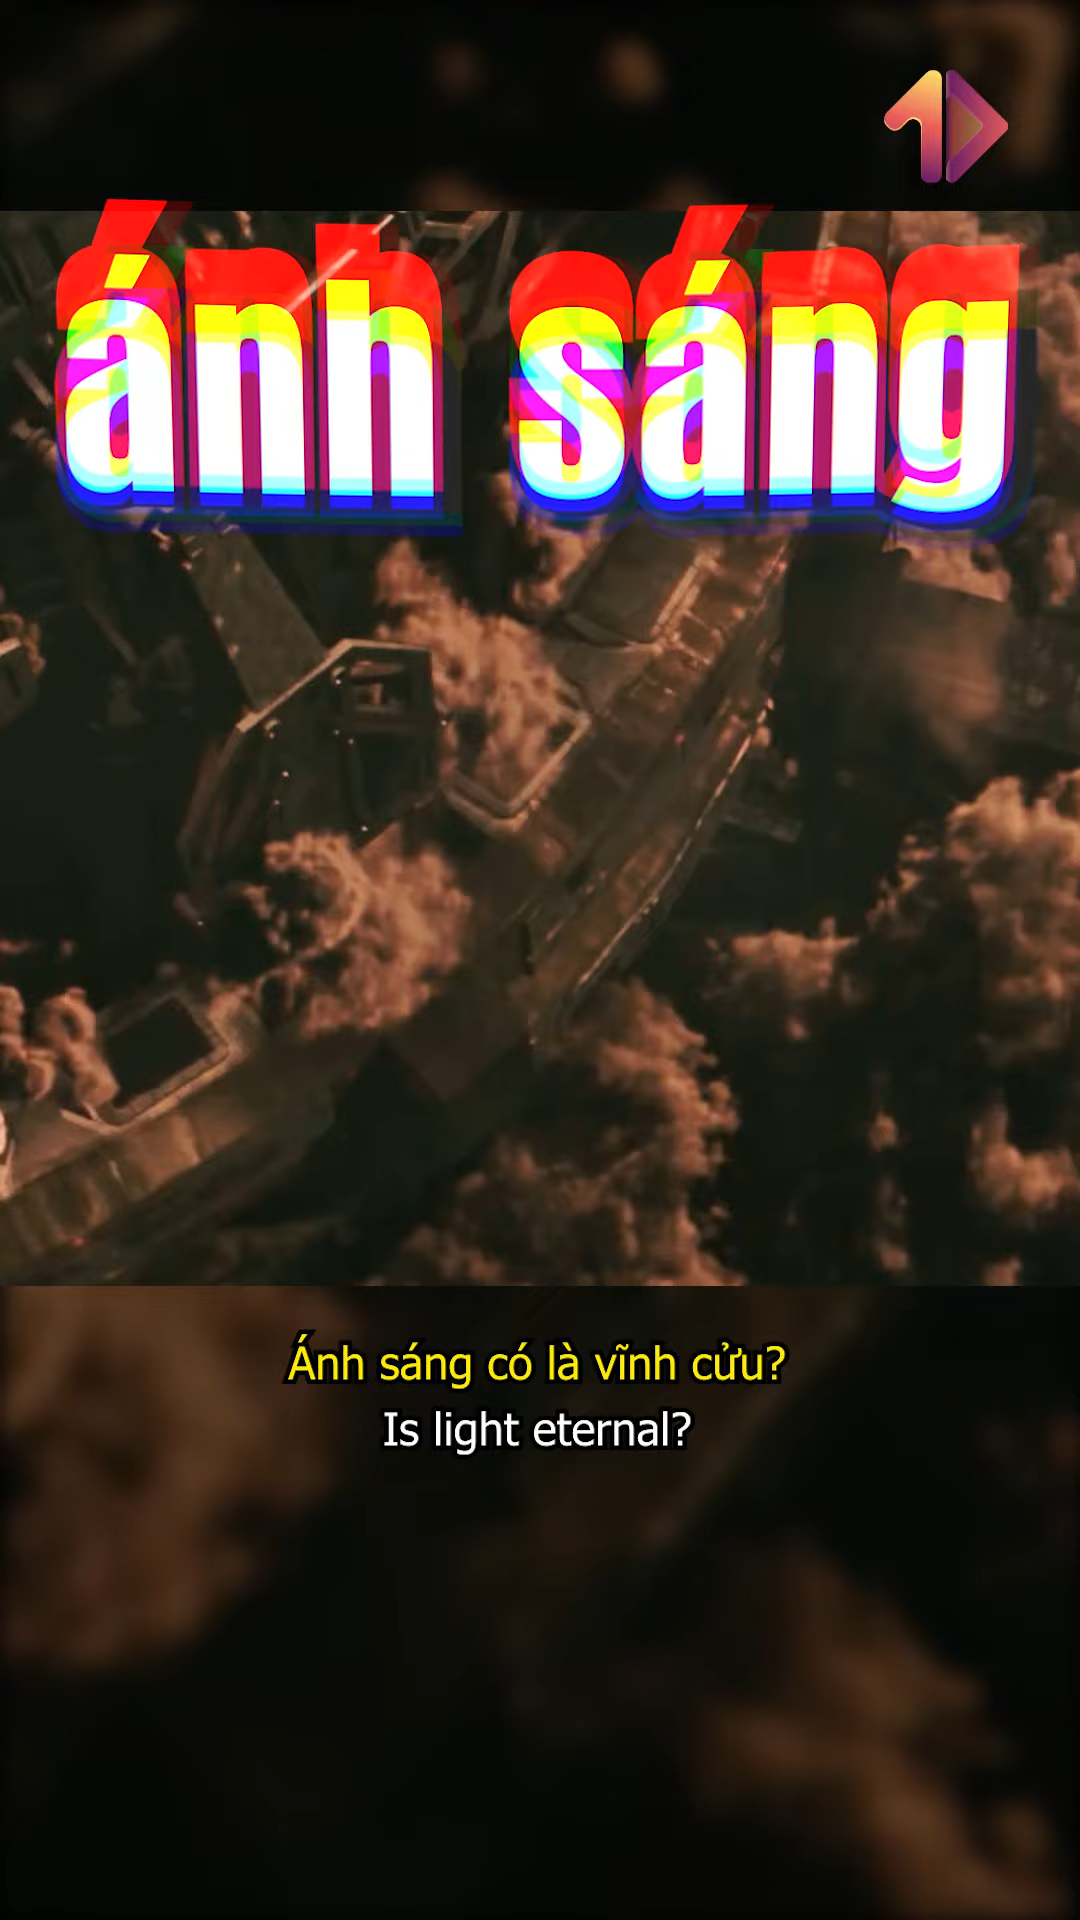 ánh sáng
Ánh sáng có là vĩnh cửu?
Is light eternal?